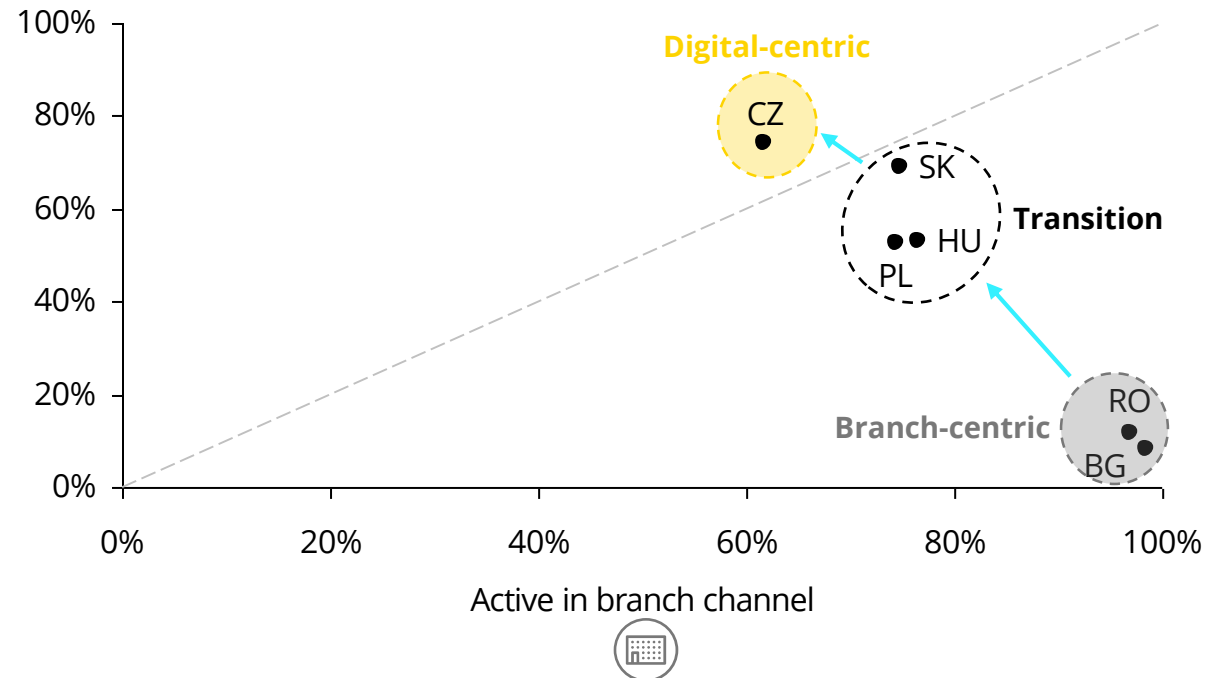 100%
Digital-centric
80%
CZ
SK
60%
Transition
HU
PL
40%
20%
RO
Branch-centric
BG
0%
0% 20% 40% 60% 80% 100%
Active in branch channel